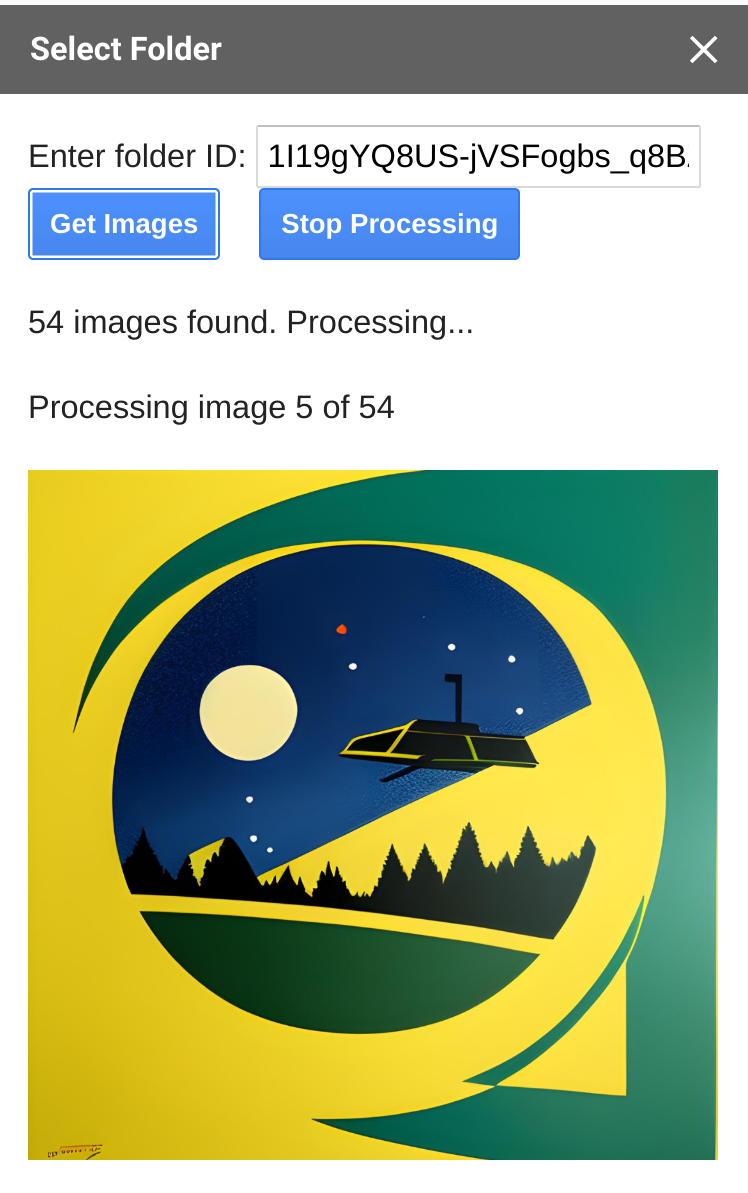 Select Folder
Enter folder ID: 1I19gYQ8US-jVSFogbs_q8B
Get Images Stop Processing
54 images found. Processing...
Processing image 5 of 54